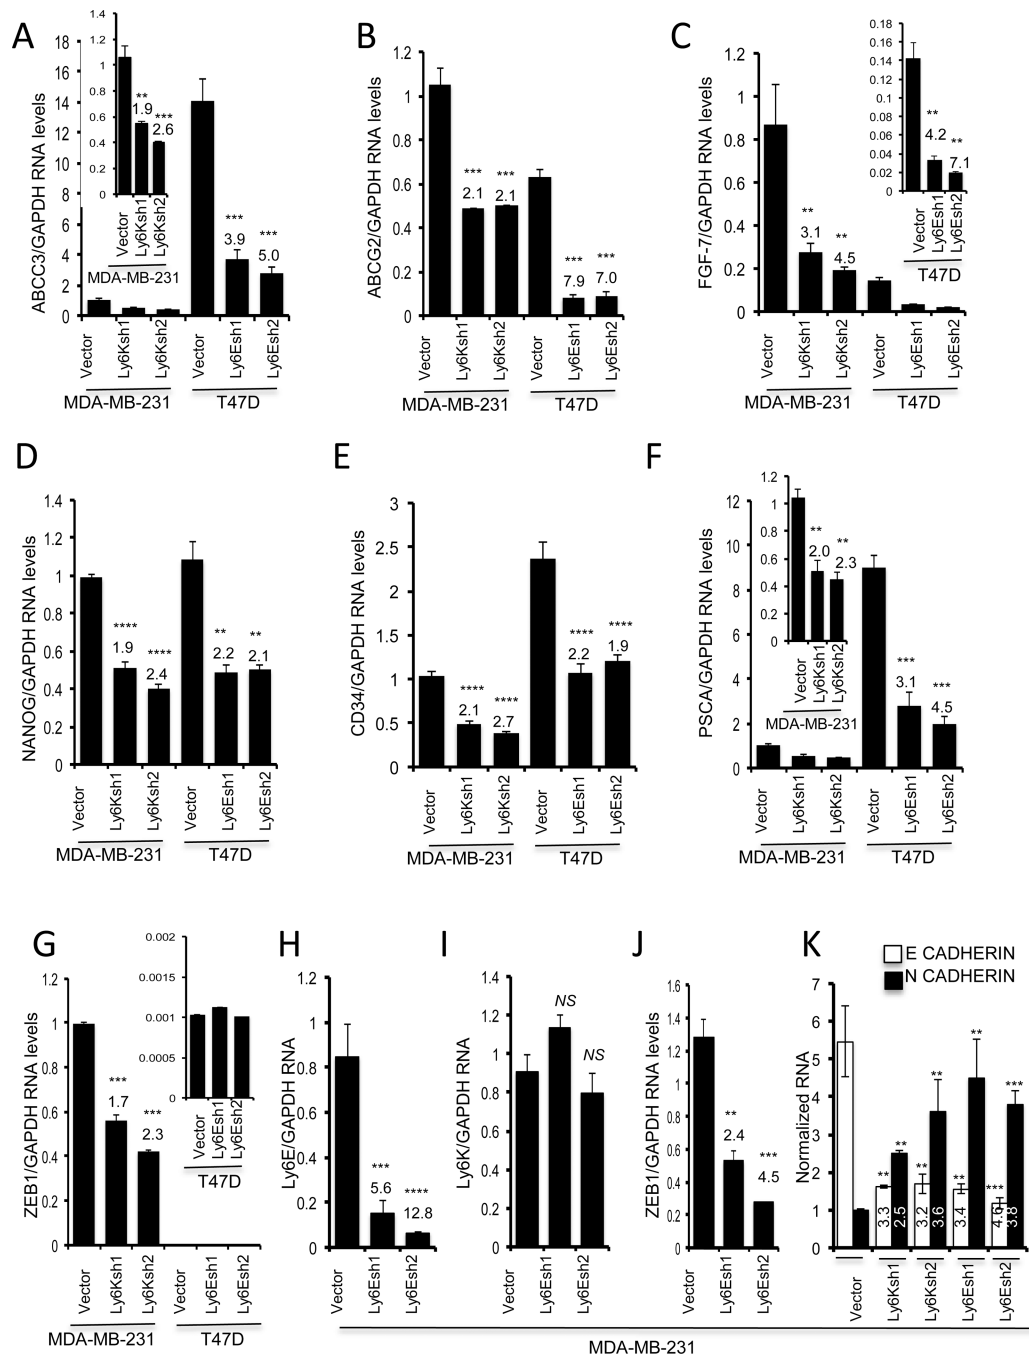 A
ABCC3/GAPDH RNA levels
18
16
14
12
10
8
6
4
2
0
1.4
1.2
1
0.8
0.6
0.4
0.2
0
**
1.9
***
2.6
Vector
Ly6Ksh1
Ly6Ksh2
MDA-MB-231
***
3.9
***
5.0
Vector
Ly6Ksh1
Ly6Ksh2
Vector
Ly6Esh1
Ly6Esh2
MDA-MB-231
T47D
B
ABCG2/GAPDH RNA levels
1.2
1
0.8
0.6
0.4
0.2
0
***
2.1
***
2.1
***
7.9
***
7.0
Vector
Ly6Ksh1
Ly6Ksh2
Vector
Ly6Esh1
Ly6Esh2
MDA-MB-231
T47D
C
FGF-7/GAPDH RNA levels
1.2
1
0.8
0.6
0.4
0.2
0
**
3.1
**
4.5
0.18
0.16
0.14
0.12
0.1
0.08
0.06
0.04
0.02
0
**
4.2
**
7.1
Vector
Ly6Esh1
Ly6Esh2
T47D
Vector
Ly6Ksh1
Ly6Ksh2
Vector
Ly6Esh1
Ly6Esh2
MDA-MB-231
T47D
D
NANOG/GAPDH RNA levels
1.4
1.2
1
0.8
0.6
0.4
0.2
0
****
1.9
****
2.4
**
2.2
**
2.1
Vector
Ly6Ksh1
Ly6Ksh2
Vector
Ly6Esh1
Ly6Esh2
MDA-MB-231
T47D
E
CD34/GAPDH RNA levels
3
2.5
2
1.5
1
0.5
0
****
2.1
****
2.7
****
2.2
****
1.9
Vector
Ly6Ksh1
Ly6Ksh2
Vector
Ly6Esh1
Ly6Esh2
MDA-MB-231
T47D
F
PSCA/GAPDH RNA levels
12
10
8
6
4
2
0
1.2
1
0.8
0.6
0.4
0.2
0
**
2.0
**
2.3
Vector
Ly6Ksh1
Ly6Ksh2
MDA-MB-231
***
3.1
***
4.5
Vector
Ly6Ksh1
Ly6Ksh2
Vector
Ly6Esh1
Ly6Esh2
MDA-MB-231
T47D
G
ZEB1/GAPDH RNA levels
1.2
1
0.8
0.6
0.4
0.2
0
***
1.7
***
2.3
0.002
0.0015
0.001
0.0005
0
Vector
Ly6Esh1
Ly6Esh2
T47D
Vector
Ly6Ksh1
Ly6Ksh2
Vector
Ly6Esh1
Ly6Esh2
MDA-MB-231
T47D
H
Ly6E/GAPDH RNA
1.2
1
0.8
0.6
0.4
0.2
0
***
5.6
****
12.8
Vector
Ly6Esh1
Ly6Esh2
I
Ly6K/GAPDH RNA
1.4
1.2
1
0.8
0.6
0.4
0.2
0
NS
NS
Vector
Ly6Esh1
Ly6Esh2
J
ZEB1/GAPDH RNA levels
1.6
1.4
1.2
1
0.8
0.6
0.4
0.2
0
**
2.4
***
4.5
Vector
Ly6Esh1
Ly6Esh2
K
E CADHERIN
N CADHERIN
Normalized RNA
7
6
5
4
3
2
1
0
**
3.3
**
2.5
**
3.2
**
3.6
**
3.4
**
***
4.6
***
3.8
Vector
Ly6Ksh1
Ly6Ksh2
Ly6Esh1
Ly6Esh2
MDA-MB-231